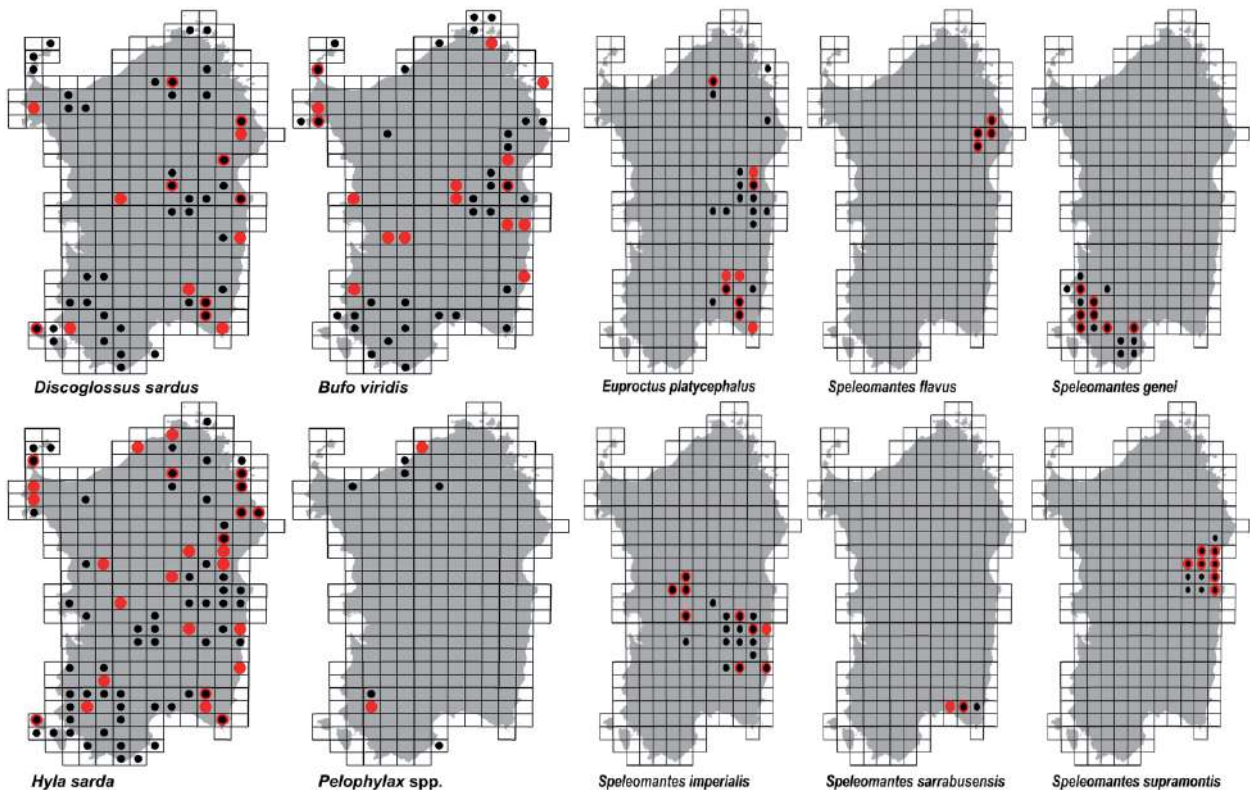 Discoglossus sardus
Bufo viridis
Euproctus platycephalus
Speleomantes flavus
Speleomantes genei
Hyla sarda
Pelophylax spp.
Speleomantes imperialis
Speleomantes sarrabusensis
Speleomantes supramontis